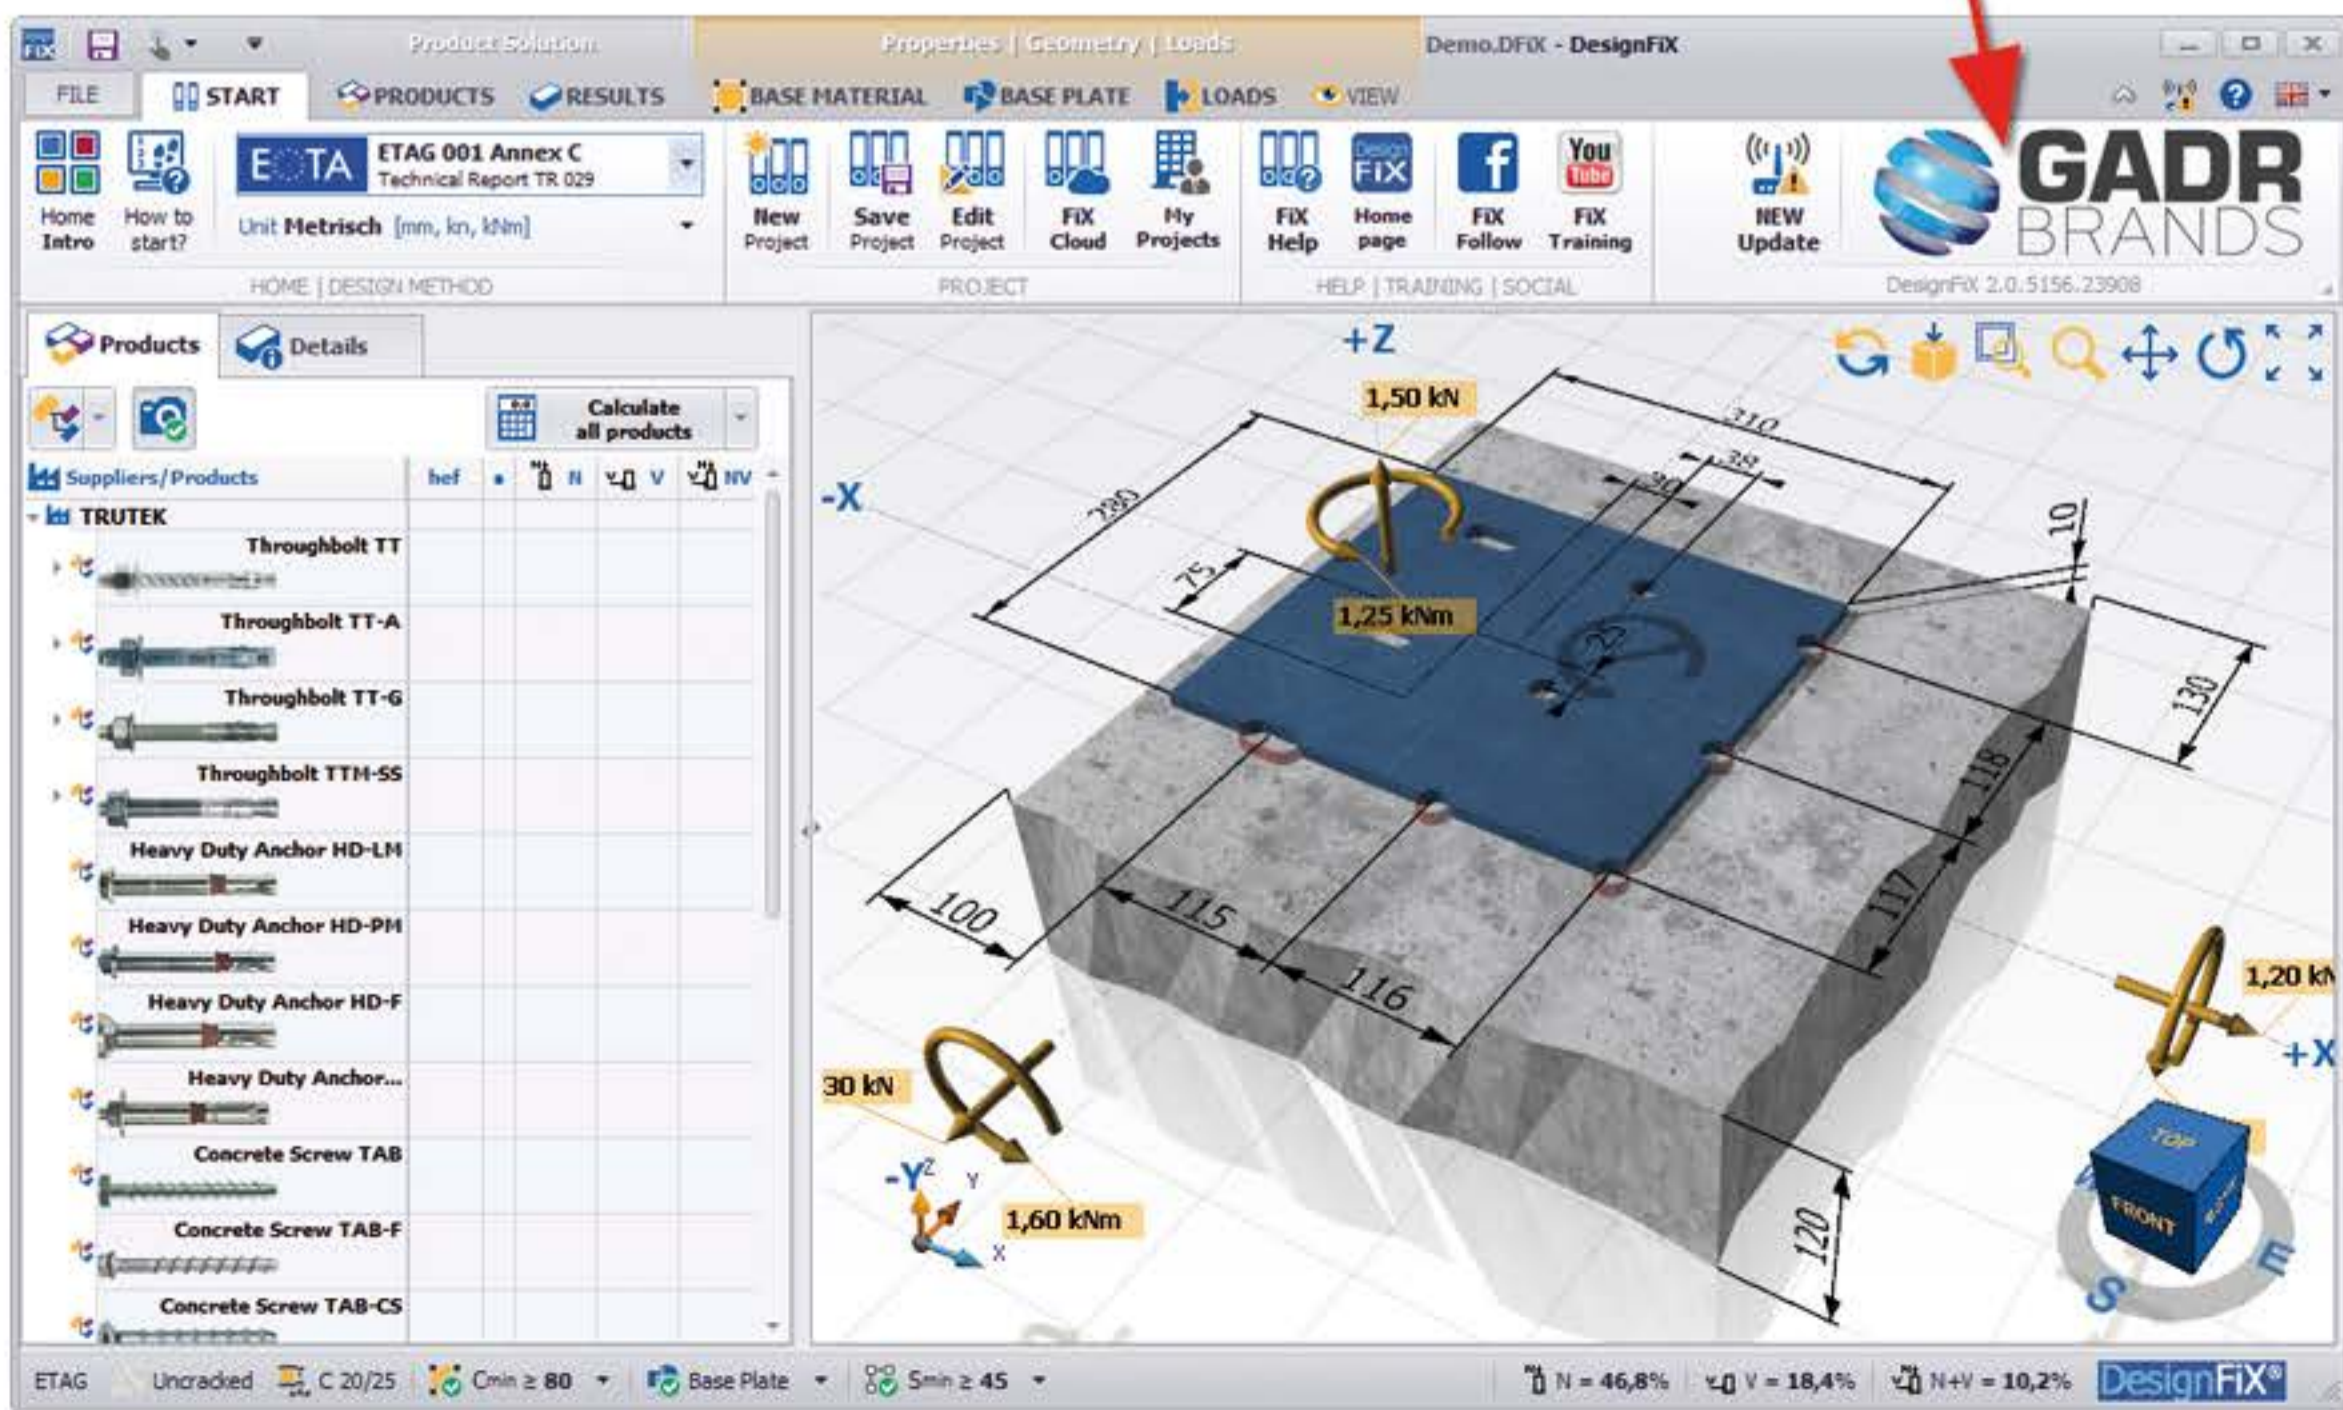 FiX
Product Solution
Properties | Geometry | Loads
Demo.DFiX - DesignFiX
FILE
START
PRODUCTS
RESULTS
BASE MATERIAL
BASE PLATE
LOADS
VIEW
Home
Intro
How to
start?
EOTA
ETAG 001 Annex C
Technical Report TR 029
Unit Metrisch [mm, kn, kNm]
HOME | DESIGN METHOD
New
Project
Save
Project
Edit
Project
FiX
Cloud
My
Projects
PROJECT
FiX
Help
Design
FiX
Home
page
f
FiX
Follow
You
Tube
FiX
Training
HELP | TRAINING | SOCIAL
NEW
Update
GADR
BRANDS
DesignFiX 2.0.5156.23908
Products
Details
Calculate
all products
Suppliers/Products
hef
N
V
NV
TRUTEK
Throughbolt TT
Throughbolt TT-A
Throughbolt TT-G
Throughbolt TTM-SS
Heavy Duty Anchor HD-LM
Heavy Duty Anchor HD-PM
Heavy Duty Anchor HD-F
Heavy Duty Anchor...
Concrete Screw TAB
Concrete Screw TAB-F
Concrete Screw TAB-CS
+Z
-X
1,50 kN
310
38
30
280
75
10
1,25 kNm
25
130
118
117
100
115
116
1,20 kN
+X
30 kN
-Y
Z
Y
X
1,60 kNm
120
TOP
FRONT
S
E
ETAG
Uncracked
C 20/25
Cmin ≥ 80
Base Plate
Smin ≥ 45
N = 46,8%
V = 18,4%
N+V = 10,2%
DesignFiX®